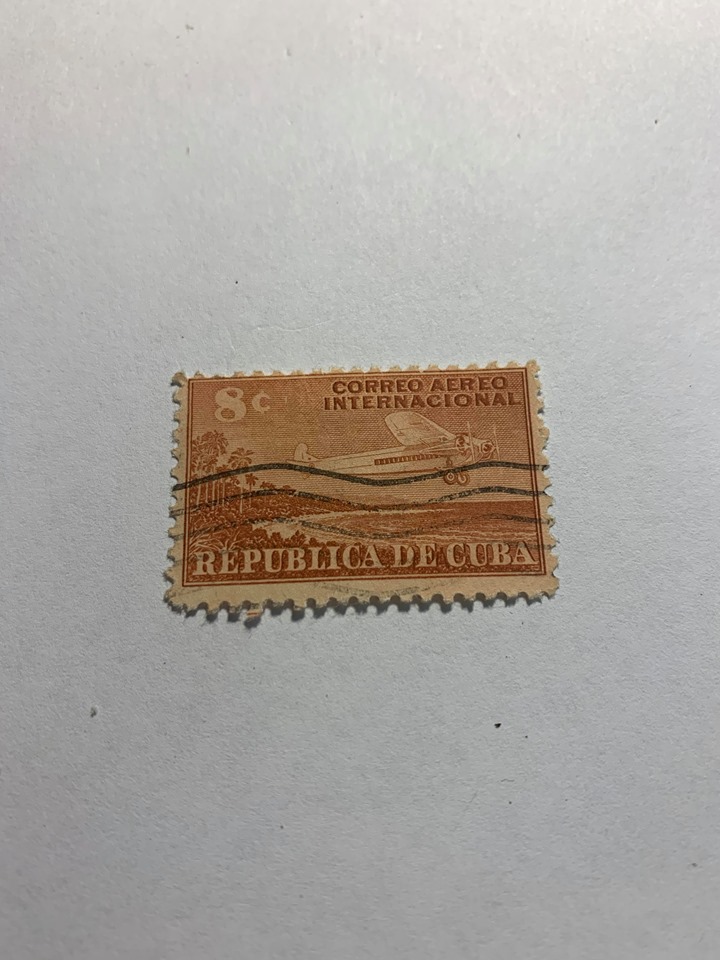 8¢
CORREO AEREO
INTERNACIONAL
REPUBLICA DE CUBA